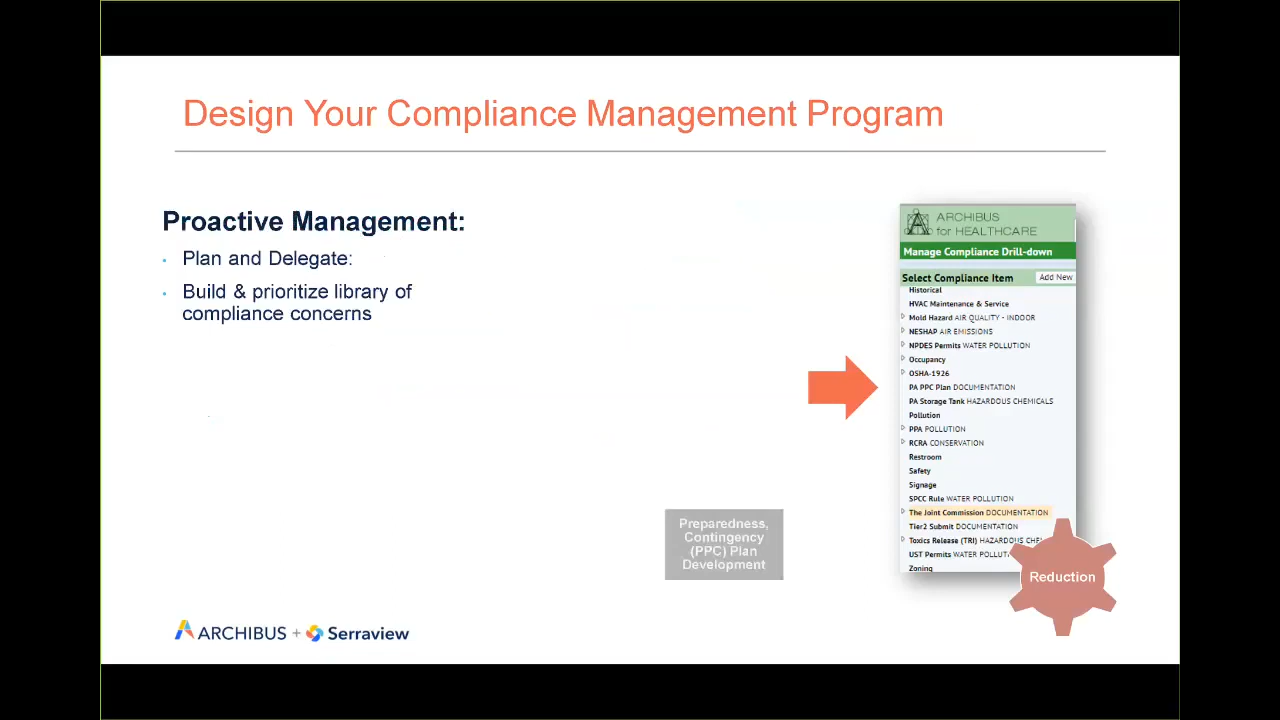 Design Your Compliance Management Program
Proactive Management:
Plan and Delegate:
Build & prioritize library of
compliance concerns
ARCHIBUS
for HEALTHCARE
Manage Compliance Drill-down
Select Compliance Item
Add New
Historical
HVAC Maintenance & Service
Mold Hazard AIR QUALITY - INDOOR
NESHAP AIR EMISSIONS
NPDES Permits WATER POLLUTION
Occupancy
OSHA-1926
PA PPC Plan DOCUMENTATION
PA Storage Tank HAZARDOUS CHEMICALS
Pollution
PPA POLLUTION
RCRA CONSERVATION
Restroom
Safety
Signage
SPCC Rule WATER POLLUTION
The Joint Commission DOCUMENTATION
Tier2 Submit DOCUMENTATION
Toxics Release (TRI) HAZARDOUS
UST Permits WATER
Zoning
Preparedness,
Contingency
(PPC) Plan
Development
Reduction
ARCHIBUS + Serraview